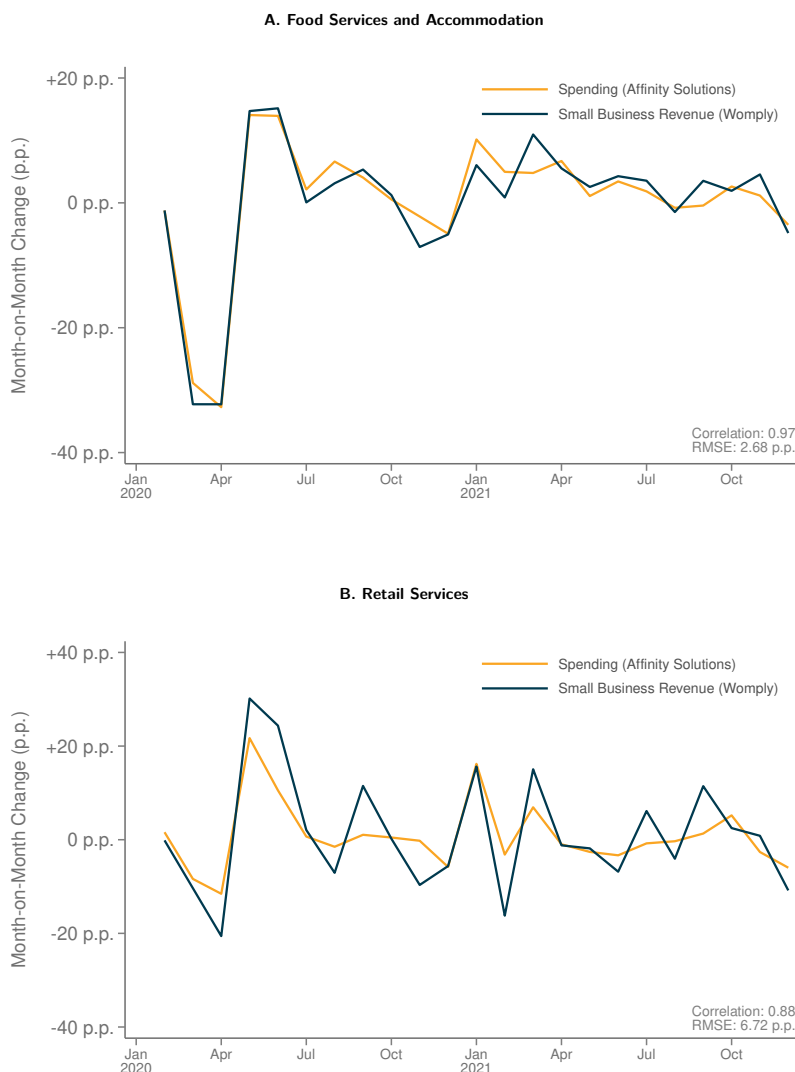 A. Food Services and Accommodation
Month-on-Month Change (p.p.)
+20 p.p.
0 p.p.
-20 p.p.
-40 p.p.
Spending (Affinity Solutions)
Small Business Revenue (Womply)
Correlation: 0.97
RMSE: 2.68 p.p.
Jan Apr Jul Oct Jan Apr Jul Oct
2020 2021
B. Retail Services
Month-on-Month Change (p.p.)
+40 p.p.
+20 p.p.
0 p.p.
-20 p.p.
-40 p.p.
Spending (Affinity Solutions)
Small Business Revenue (Womply)
Correlation: 0.88
RMSE: 6.72 p.p.
Jan Apr Jul Oct Jan Apr Jul Oct
2020 2021